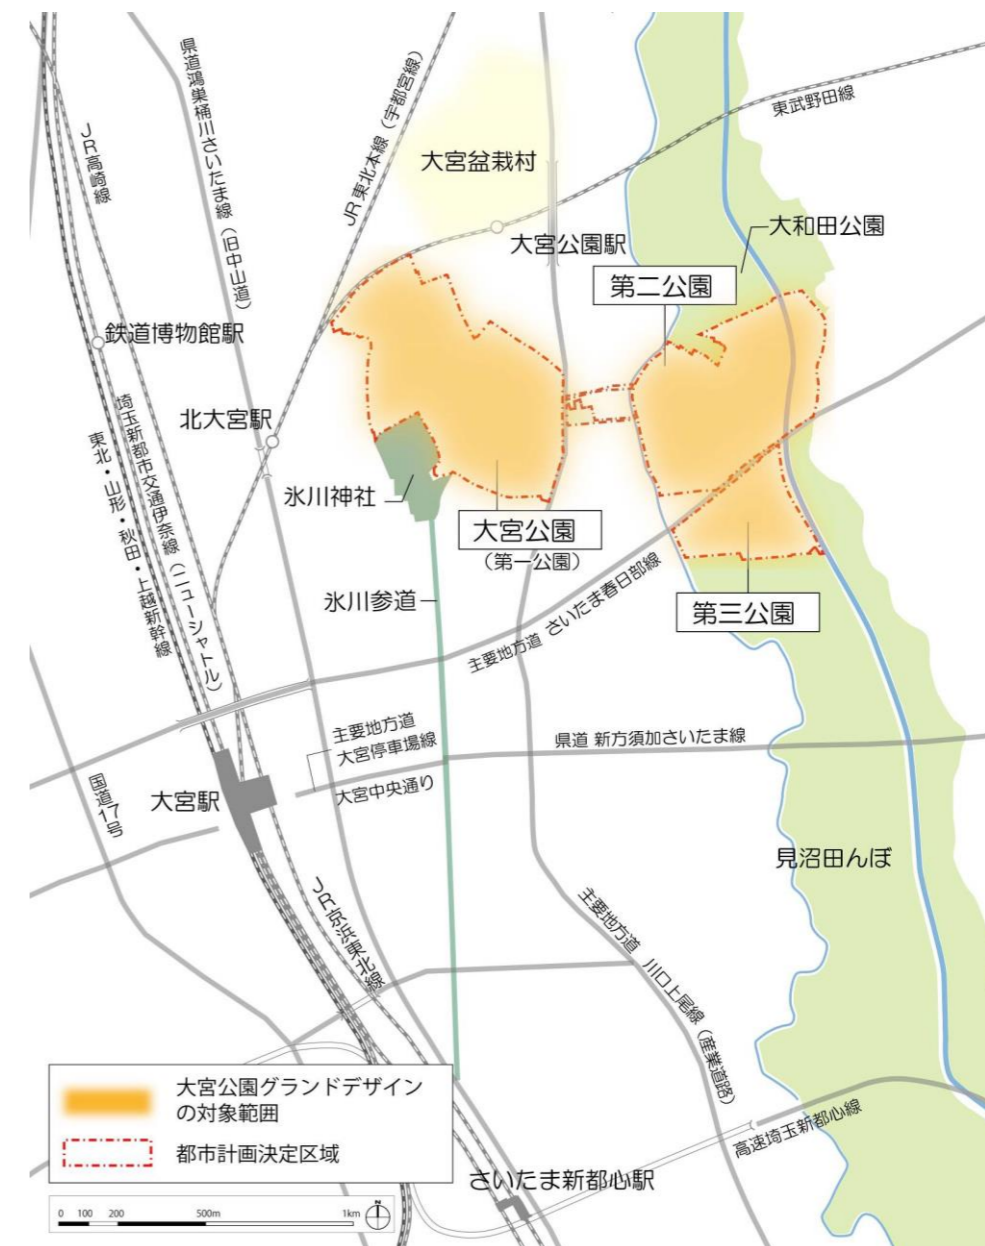 県道鴻巣桶川さいたま線（旧中山道）
JR高崎線
JR東北本線（宇都宮線）
東武野田線
大宮盆栽村
大宮公園駅
大和田公園
第二公園
鉄道博物館駅
北大宮駅
埼玉新都市交通伊奈線（ニューシャトル）
東北・山形・秋田・上越新幹線
氷川神社
大宮公園
（第一公園）
氷川参道
第三公園
主要地方道 さいたま春日部線
主要地方道
大宮停車場線
大宮中央通り
県道 新方須加さいたま線
国道17号
大宮駅
見沼田んぼ
JR京浜東北線
主要地方道 川口上尾線（産業道路）
高速埼玉新都心線
さいたま新都心駅
大宮公園グランドデザイン
の対象範囲
都市計画決定区域
0 100 200 500m 1km
N